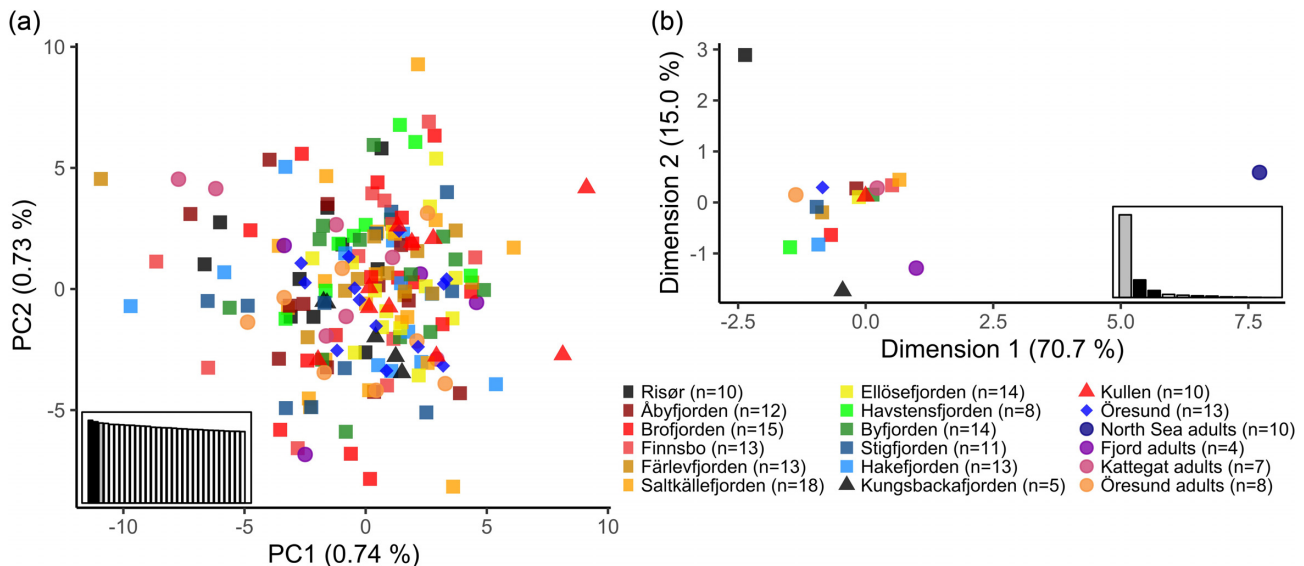 (a)
10
5
0
-5
PC2 (0.73 %)
-10
-5
0
5
10
PC1 (0.74 %)
(b)
3
2
1
0
-1
Dimension 2 (15.0 %)
-2.5
0.0
2.5
5.0
7.5
Dimension 1 (70.7 %)
Risør (n=10)
Åbyfjorden (n=12)
Brofjorden (n=15)
Finnsbo (n=13)
Färlevfjorden (n=13)
Saltkällefjorden (n=18)
Ellösefjorden (n=14)
Havstensfjorden (n=8)
Byfjorden (n=14)
Stigfjorden (n=11)
Hakefjorden (n=13)
Kungsbackafjorden (n=5)
Kullen (n=10)
Öresund (n=13)
North Sea adults (n=10)
Fjord adults (n=4)
Kattegat adults (n=7)
Öresund adults (n=8)